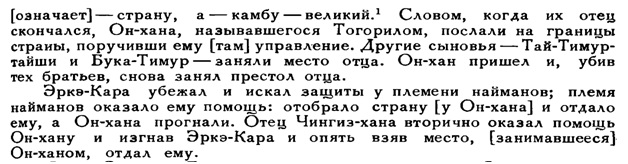 [означает] — страну, а — камбу — великий.¹ Словом, когда их отец
скончался, Он-хана, называвшегося Тогорилом, послали на границы
страны, поручивши ему [там] управление. Другие сыновья — Тай-Тимур-
тайши и Бука-Тимур — заняли место отца. Он-хан пришел и, убив
тех братьев, снова занял престол отца.
Эркэ-Кара убежал и искал защиты у племени найманов; племя
найманов оказало ему помощь: отобрало страну [у Он-хана] и отдало
ему, а Он-хана прогнали. Отец Чингиз-хана вторично оказал помощь
Он-хану и изгнав Эркэ-Кара и опять взяв место, [занимавшееся]
Он-ханом, отдал ему.